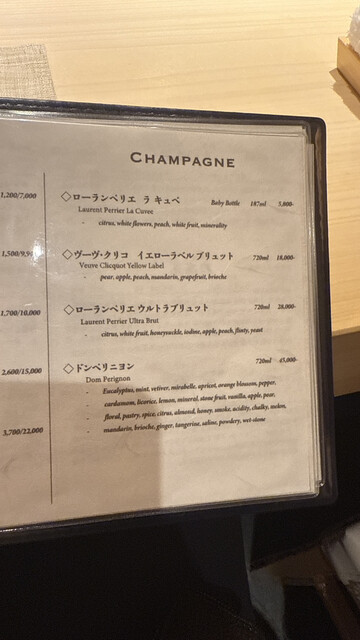 CHAMPAGNE
1,200/7,000
◇ローランペリエ ラ キュベ Baby Bottle 187ml 5,000-
Laurent Perrier La Cuvee
- citrus, white flowers, peach, white fruit, minerality
◇ヴーヴ・クリコ イエローラベル ブリュット 720ml 18,000-
Veuve Clicquot Yellow Label
- pear, apple, peach, mandarin, grapefruit, brioche
1,700/10,000
◇ローランペリエ ウルトラブリュット 720ml 28,000-
Laurent Perrier Ultra Brut
- citrus, white fruit, honeysuckle, iodine, apple, peach, flinty, yeast
2,600/15,000
◇ドンペリニヨン 720ml 45,000-
Dom Perignon
- Eucalyptus, mint, vetiver, mirabelle, apricot, orange blossom, pepper,
- cardamom, licorice, lemon, mineral, stone fruit, vanilla, apple, pear,
- floral, pastry, spice, citrus, almond, honey, smoke, acidity, chalky, melon,
- mandarin, brioche, ginger, tangerine, saline, powdery, wet stone
3,700/22,000